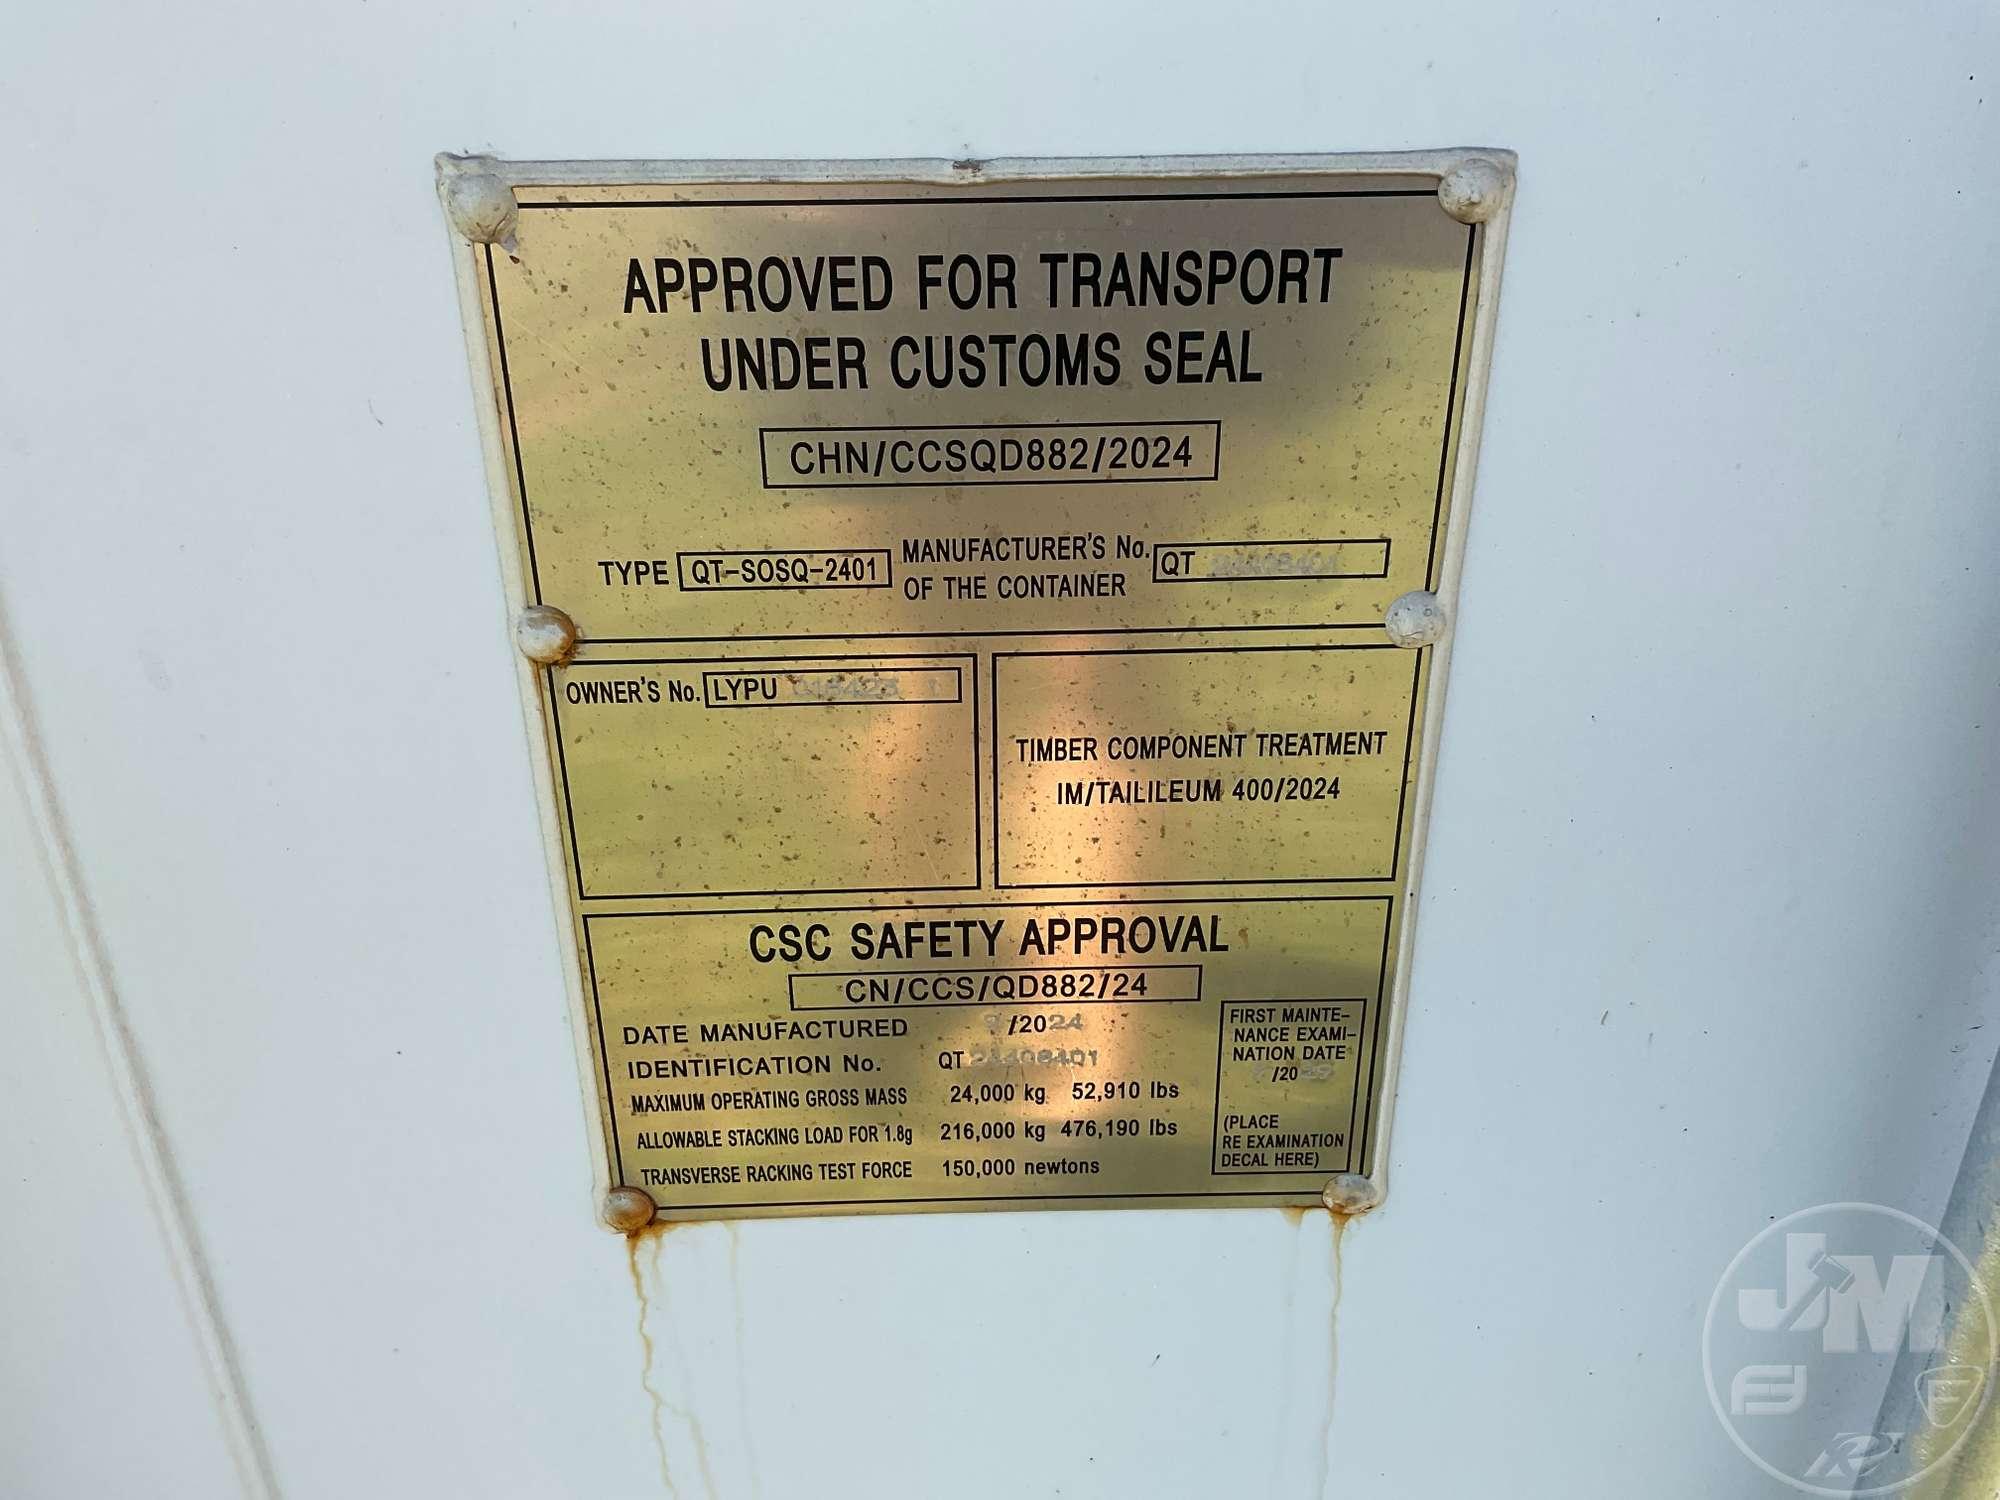 APPROVED FOR TRANSPORT
UNDER CUSTOMS SEAL
CHN/CCSQD882/2024
TYPE QT-SOSQ-2401
MANUFACTURER'S No.
OF THE CONTAINER
QT
OWNER'S No. LYPU
TIMBER COMPONENT TREATMENT
IM/TAILILEUM 400/2024
CSC SAFETY APPROVAL
CN/CCS/QD882/24
DATE MANUFACTURED /2024
IDENTIFICATION No. QT
MAXIMUM OPERATING GROSS MASS 24,000 kg 52,910 lbs
ALLOWABLE STACKING LOAD FOR 1.8g 216,000 kg 476,190 lbs
TRANSVERSE RACKING TEST FORCE 150,000 newtons
FIRST MAINTE-
NANCE EXAMI-
NATION DATE
/20
(PLACE
RE EXAMINATION
DECAL HERE)
JM